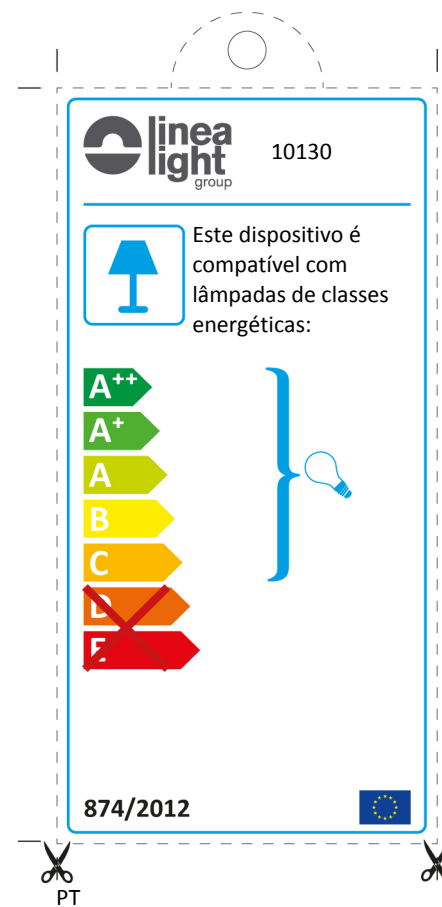 linea
light
group
10130
Este dispositivo é
compatível com
lâmpadas de classes
energéticas:
A++
A+
A
B
C
D
E
874/2012
PT